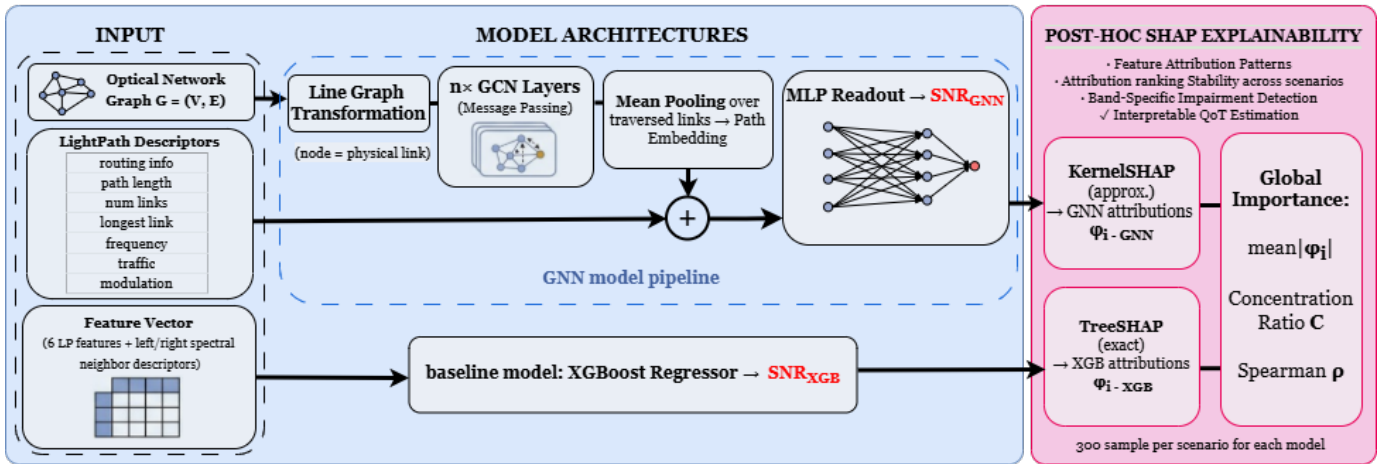 INPUT
Optical Network
Graph G = (V, E)
LightPath Descriptors
routing info
path length
num links
longest link
frequency
traffic
modulation
Feature Vector
(6 LP features + left/right spectral
neighbor descriptors)
MODEL ARCHITECTURES
Line Graph
Transformation
(node = physical link)
n× GCN Layers
(Message Passing)
Mean Pooling over
traversed links → Path
Embedding
+
MLP Readout → SNR_GNN
GNN model pipeline
baseline model: XGBoost Regressor → SNR_XGB
POST-HOC SHAP EXPLAINABILITY
· Feature Attribution Patterns
· Attribution ranking Stability across scenarios
· Band-Specific Impairment Detection
✓ Interpretable QoT Estimation
KernelSHAP
(approx.)
→ GNN attributions
φi - GNN
TreeSHAP
(exact)
→ XGB attributions
φi - XGB
Global
Importance:
mean|φi|
Concentration
Ratio C
Spearman ρ
300 sample per scenario for each model